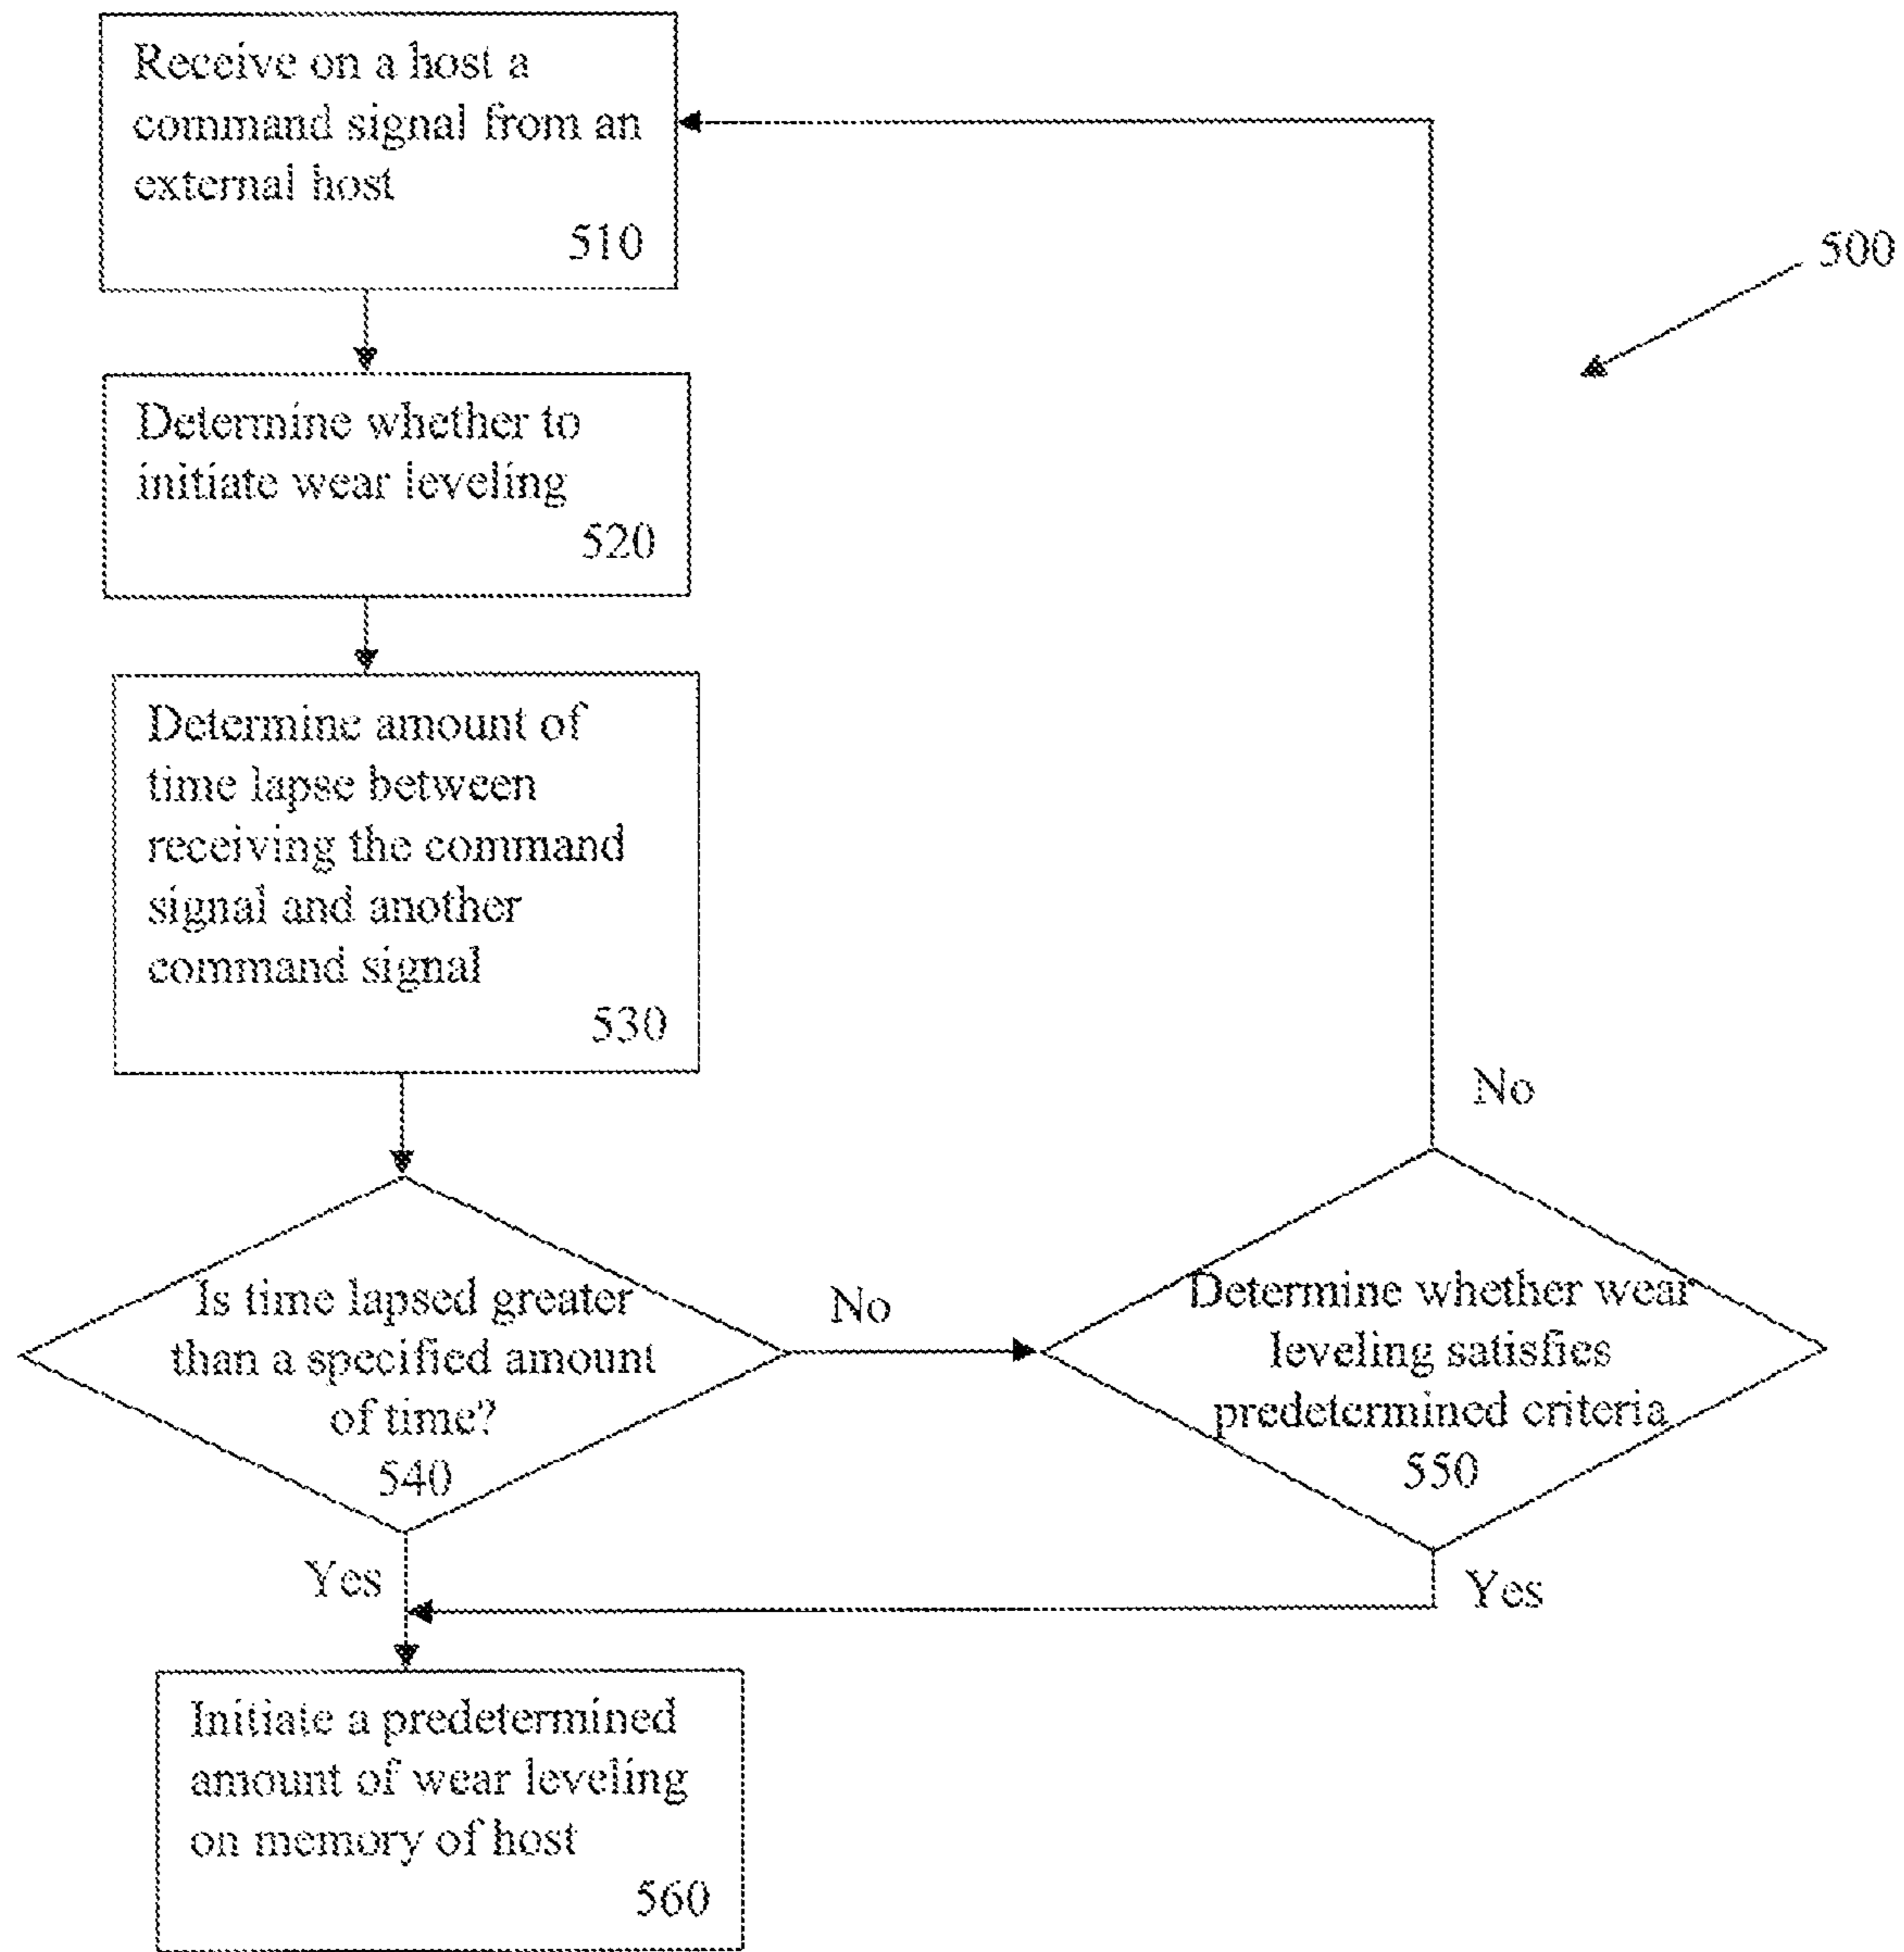 Receive on a host a
command signal from an
external host
510
500
Determine whether to
initiate wear leveling
520
Determine amount of
time lapse between
receiving the command
signal and another
command signal
530
No
Is time lapsed greater
than a specified amount
of time?
540
No
Determine whether wear
leveling satisfies
predetermined criteria
550
Yes
Yes
Initiate a predetermined
amount of wear leveling
on memory of host
560